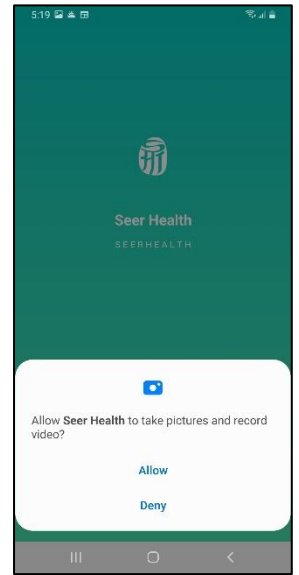 5:19
Seer Health
SEERHEALTH
Allow Seer Health to take pictures and record
video?
Allow
Deny